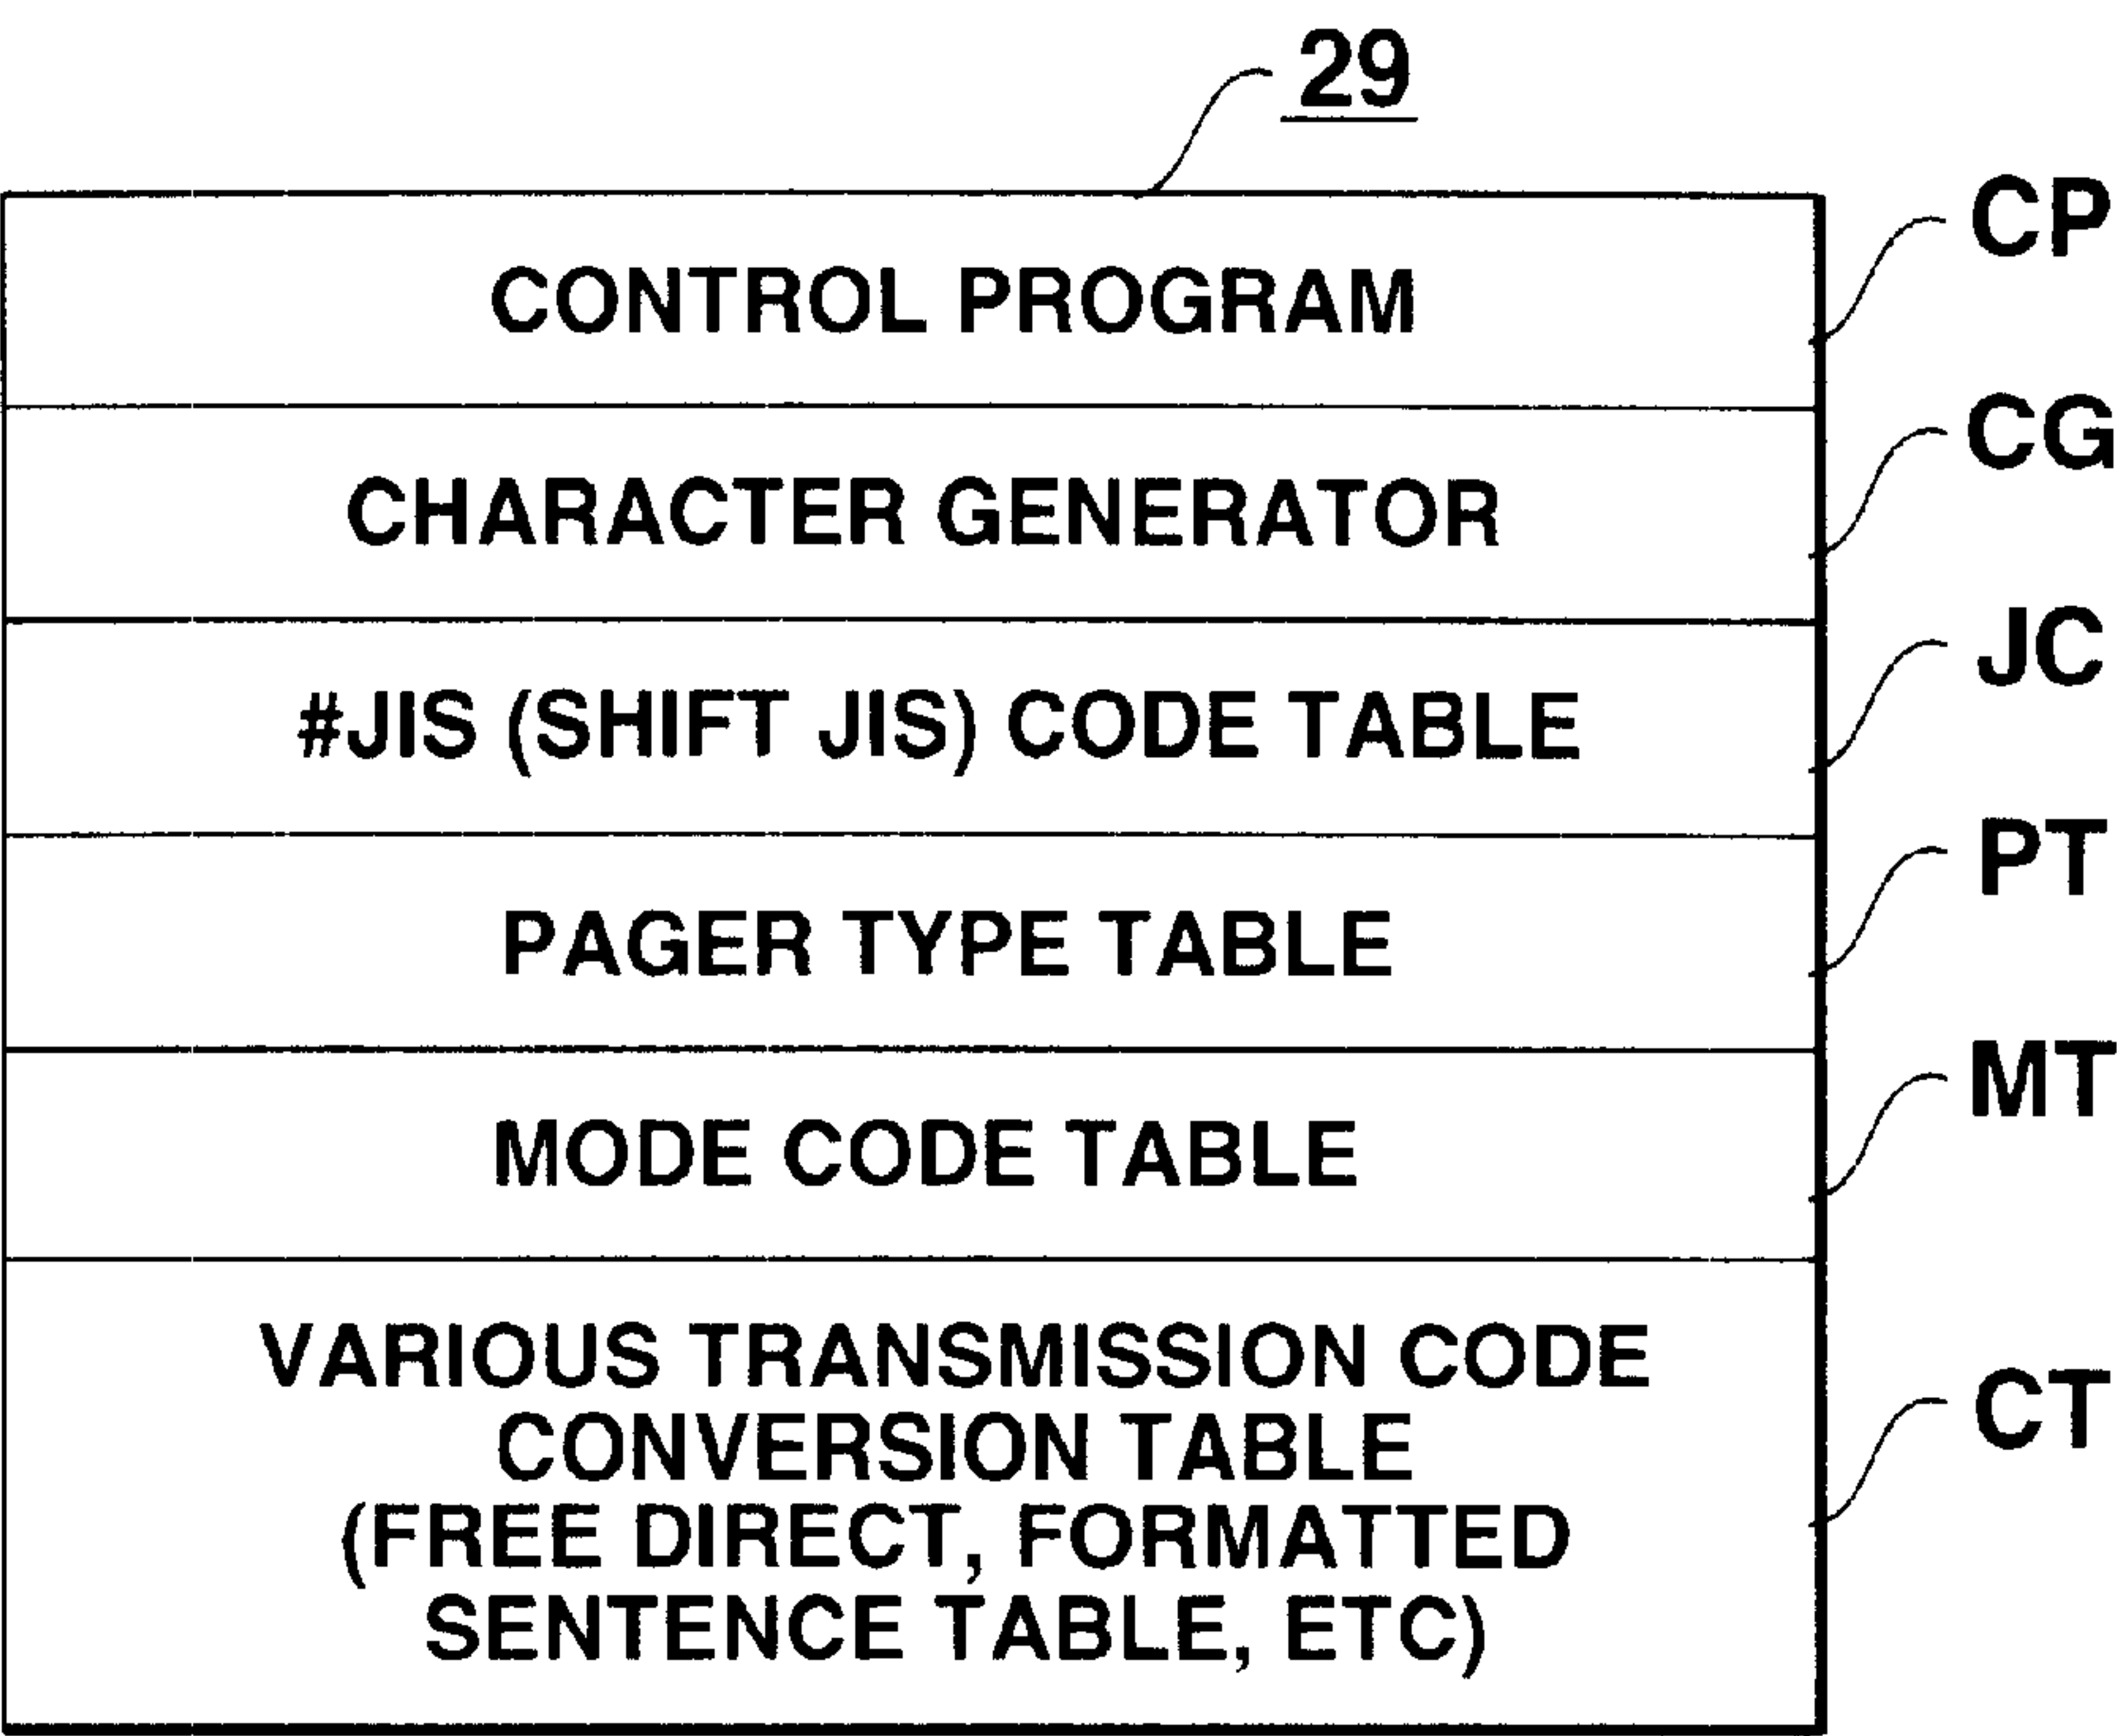 29
CP
CONTROL PROGRAM
CG
CHARACTER GENERATOR
JC
#JIS (SHIFT JIS) CODE TABLE
PT
PAGER TYPE TABLE
MT
MODE CODE TABLE
VARIOUS TRANSMISSION CODE
CT
CONVERSION TABLE
(FREE DIRECT, FORMATTED
SENTENCE TABLE, ETC)